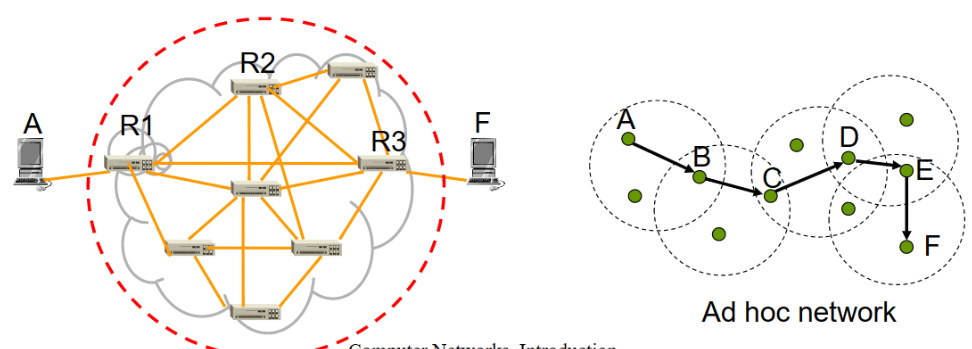 R2
A
R1
R3
F
A
B
C
D
E
F
Ad hoc network
Computer Networks, Introduction